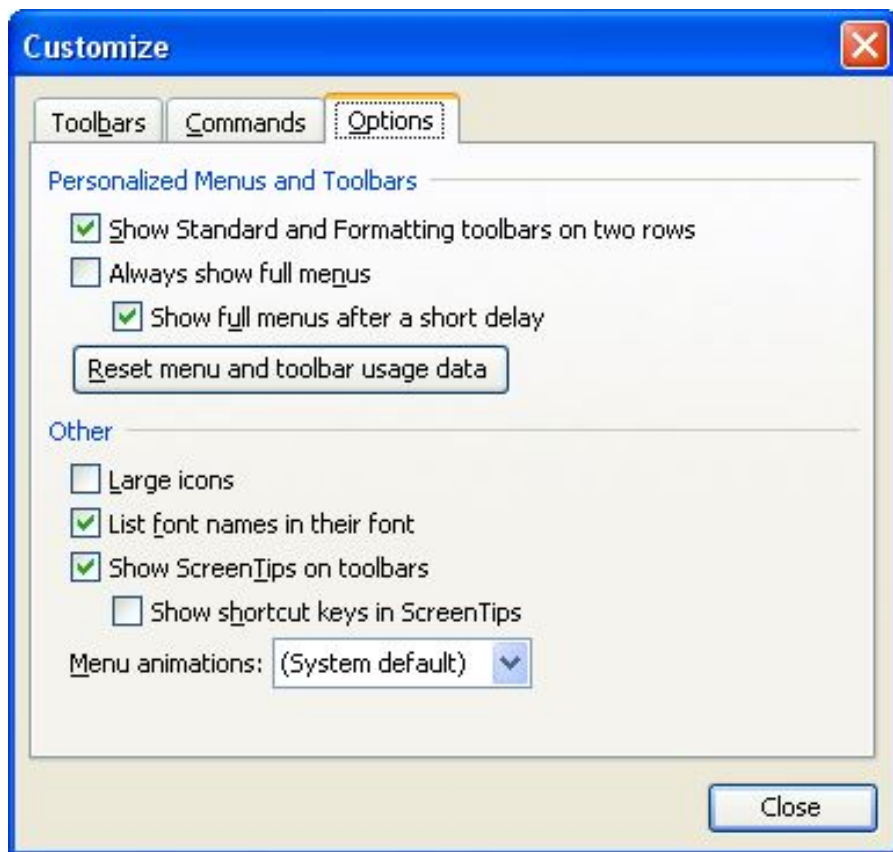 Customize
Toolbars Commands Options
Personalized Menus and Toolbars
Show Standard and Formatting toolbars on two rows
Always show full menus
Show full menus after a short delay
Reset menu and toolbar usage data
Other
Large icons
List font names in their font
Show ScreenTips on toolbars
Show shortcut keys in ScreenTips
Menu animations: (System default)
Close